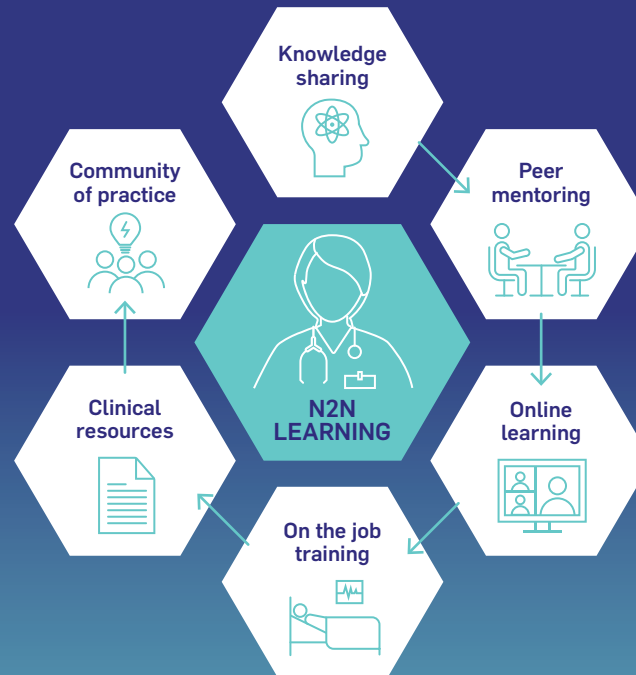 Knowledge
sharing
Peer
mentoring
Online
learning
On the job
training
Clinical
resources
Community
of practice
N2N
LEARNING